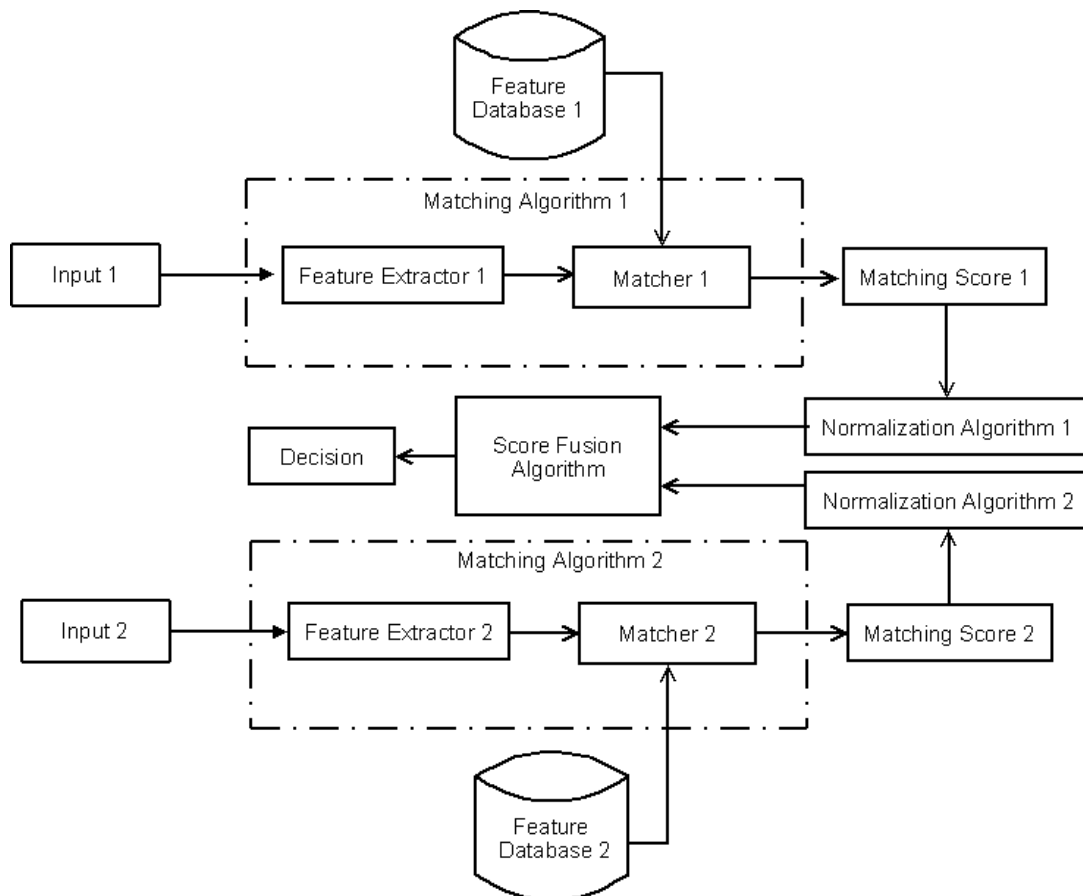 Feature
Database 1
Matching Algorithm 1
Input 1
Feature Extractor 1
Matcher 1
Matching Score 1
Normalization Algorithm 1
Score Fusion
Algorithm
Decision
Normalization Algorithm 2
Matching Algorithm 2
Input 2
Feature Extractor 2
Matcher 2
Matching Score 2
Feature
Database 2